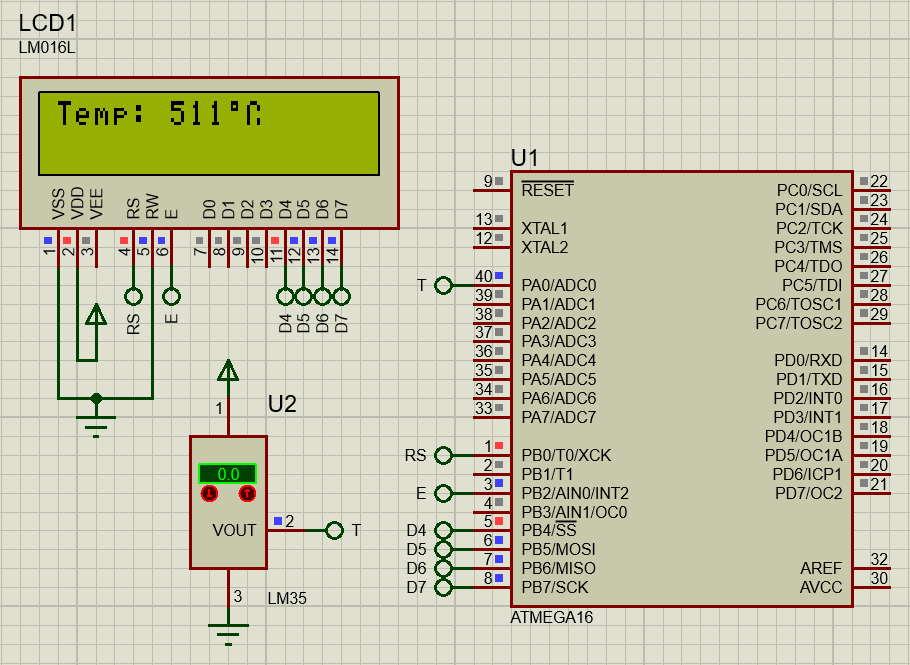 LCD1
LM016L
Temp: 511°C
VSS
VDD
VEE
RS
RW
E
D0
D1
D2
D3
D4
D5
D6
D7
1
2
3
4
5
6
7
8
9
10
11
12
13
14
RS
E
D4
D5
D6
D7
U2
1
0.0
VOUT
2
T
3
LM35
U1
9 RESET
13 XTAL1
12 XTAL2
T 40 PA0/ADC0
39 PA1/ADC1
38 PA2/ADC2
37 PA3/ADC3
36 PA4/ADC4
35 PA5/ADC5
34 PA6/ADC6
33 PA7/ADC7
RS 1 PB0/T0/XCK
2 PB1/T1
E 3 PB2/AIN0/INT2
4 PB3/AIN1/OC0
D4 5 PB4/SS
D5 6 PB5/MOSI
D6 7 PB6/MISO
D7 8 PB7/SCK
PC0/SCL 22
PC1/SDA 23
PC2/TCK 24
PC3/TMS 25
PC4/TDO 26
PC5/TDI 27
PC6/TOSC1 28
PC7/TOSC2 29
PD0/RXD 14
PD1/TXD 15
PD2/INT0 16
PD3/INT1 17
PD4/OC1B 18
PD5/OC1A 19
PD6/ICP1 20
PD7/OC2 21
AREF 32
AVCC 30
ATMEGA16